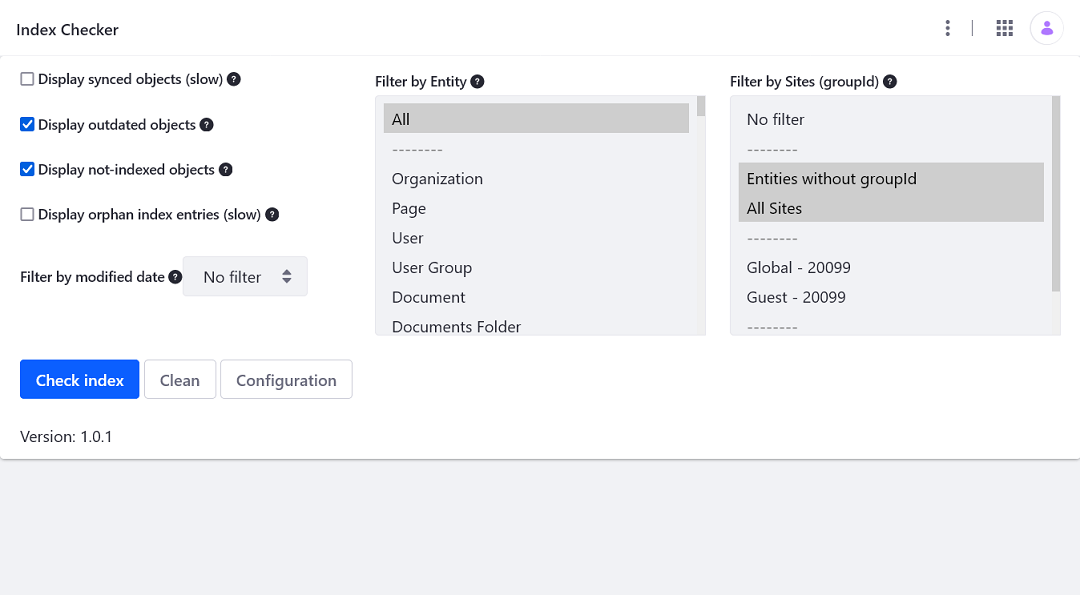 Index Checker
Display synced objects (slow) ?
Display outdated objects ?
Display not-indexed objects ?
Display orphan index entries (slow) ?
Filter by modified date ? No filter
Filter by Entity ?
All
--------
Organization
Page
User
User Group
Document
Documents Folder
Filter by Sites (groupId) ?
No filter
--------
Entities without groupId
All Sites
--------
Global - 20099
Guest - 20099
--------
Check index Clean Configuration
Version: 1.0.1